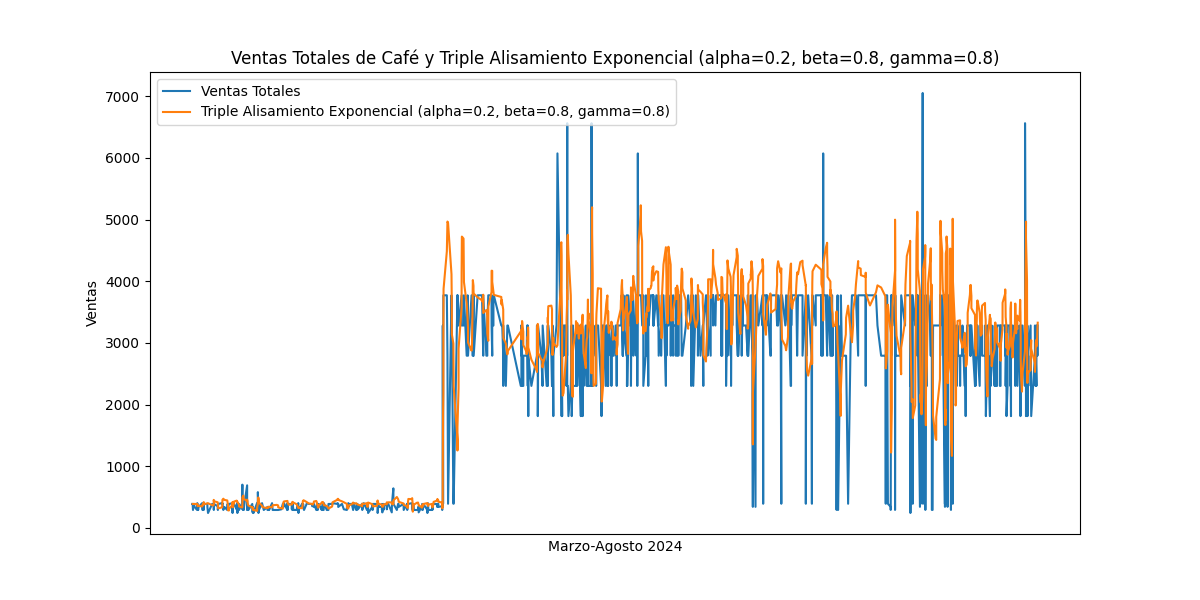 Ventas Totales de Café y Triple Alisamiento Exponencial (alpha=0.2, beta=0.8, gamma=0.8)
Ventas Totales
Triple Alisamiento Exponencial (alpha=0.2, beta=0.8, gamma=0.8)
7000
6000
5000
4000
3000
2000
1000
0
Ventas
Marzo-Agosto 2024